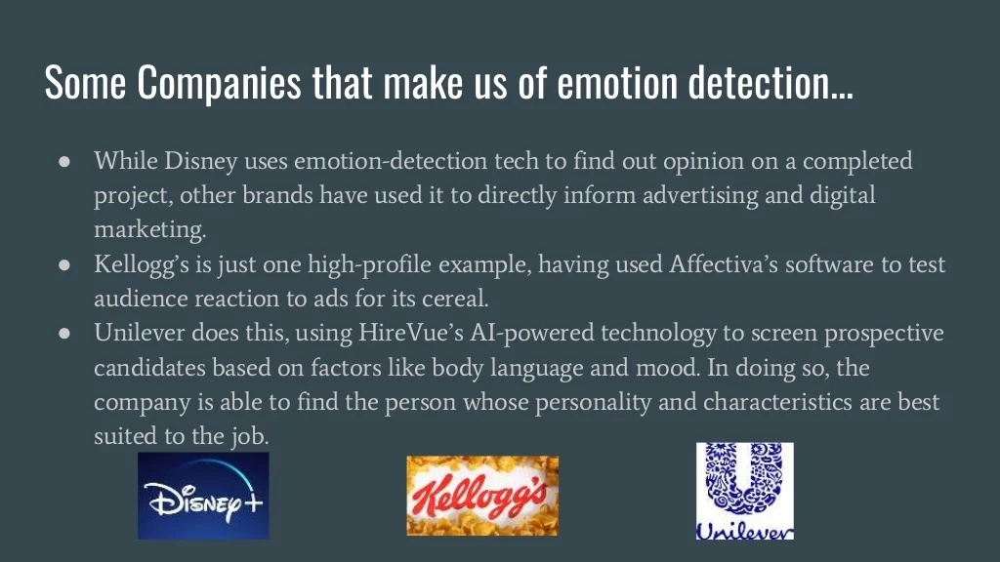 Some Companies that make us of emotion detection...
● While Disney uses emotion-detection tech to find out opinion on a completed
project, other brands have used it to directly inform advertising and digital
marketing.
● Kellogg’s is just one high-profile example, having used Affectiva’s software to test
audience reaction to ads for its cereal.
● Unilever does this, using HireVue’s AI-powered technology to screen prospective
candidates based on factors like body language and mood. In doing so, the
company is able to find the person whose personality and characteristics are best
suited to the job.
Disney+
Kellogg's
Unilever